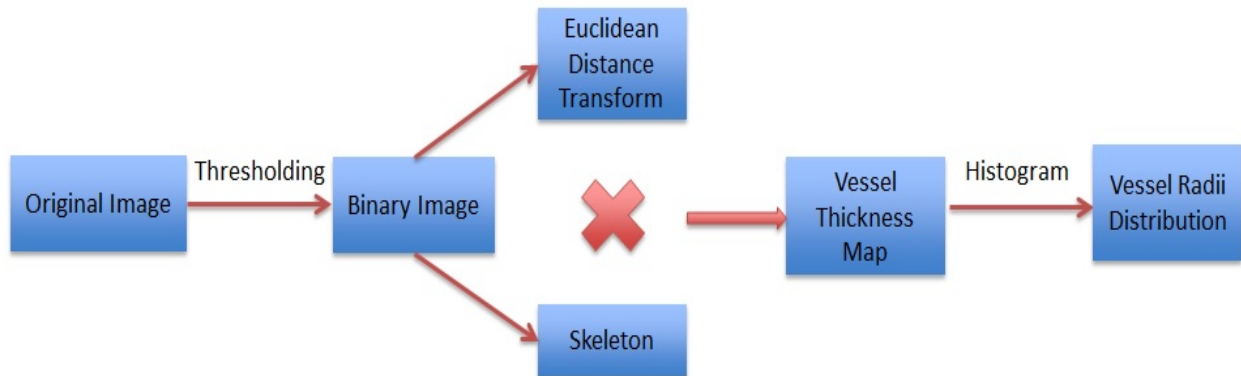 Original Image
Thresholding
Binary Image
Euclidean
Distance
Transform
Skeleton
Vessel
Thickness
Map
Histogram
Vessel Radii
Distribution